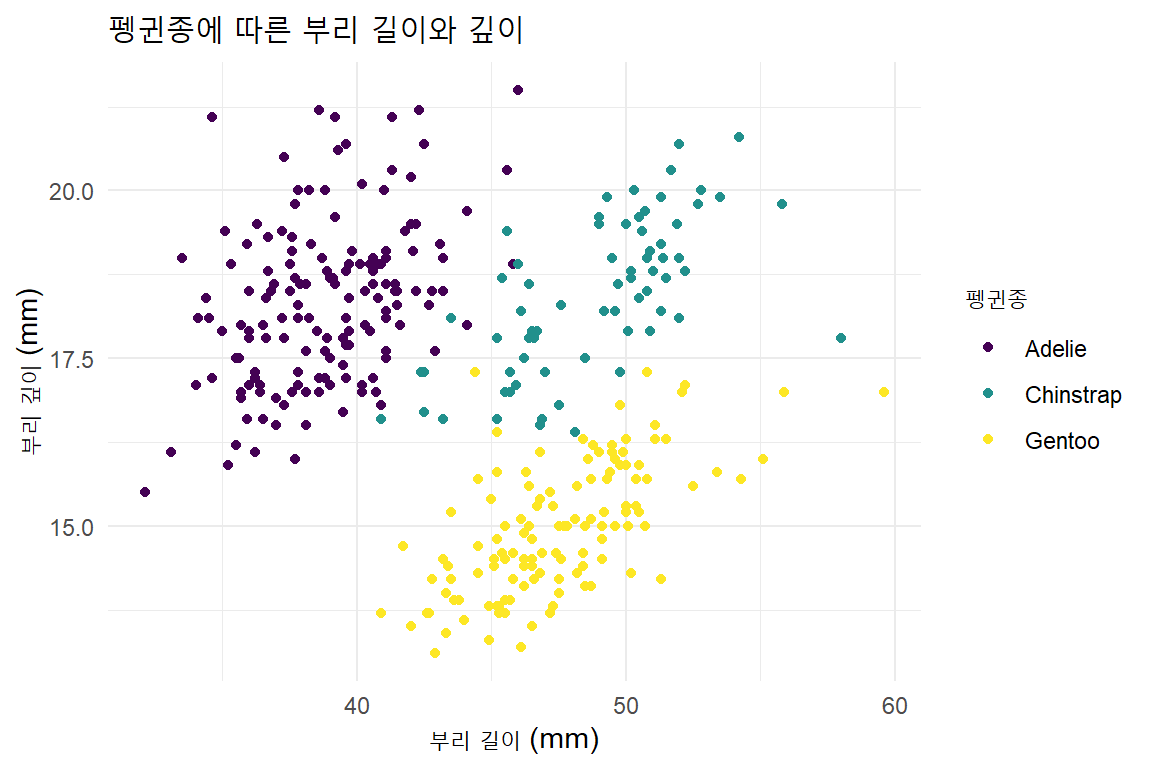 펭귄종에 따른 부리 길이와 깊이
20.0
17.5
15.0
부리 깊이 (mm)
40
50
60
부리 길이 (mm)
펭귄종
Adelie
Chinstrap
Gentoo